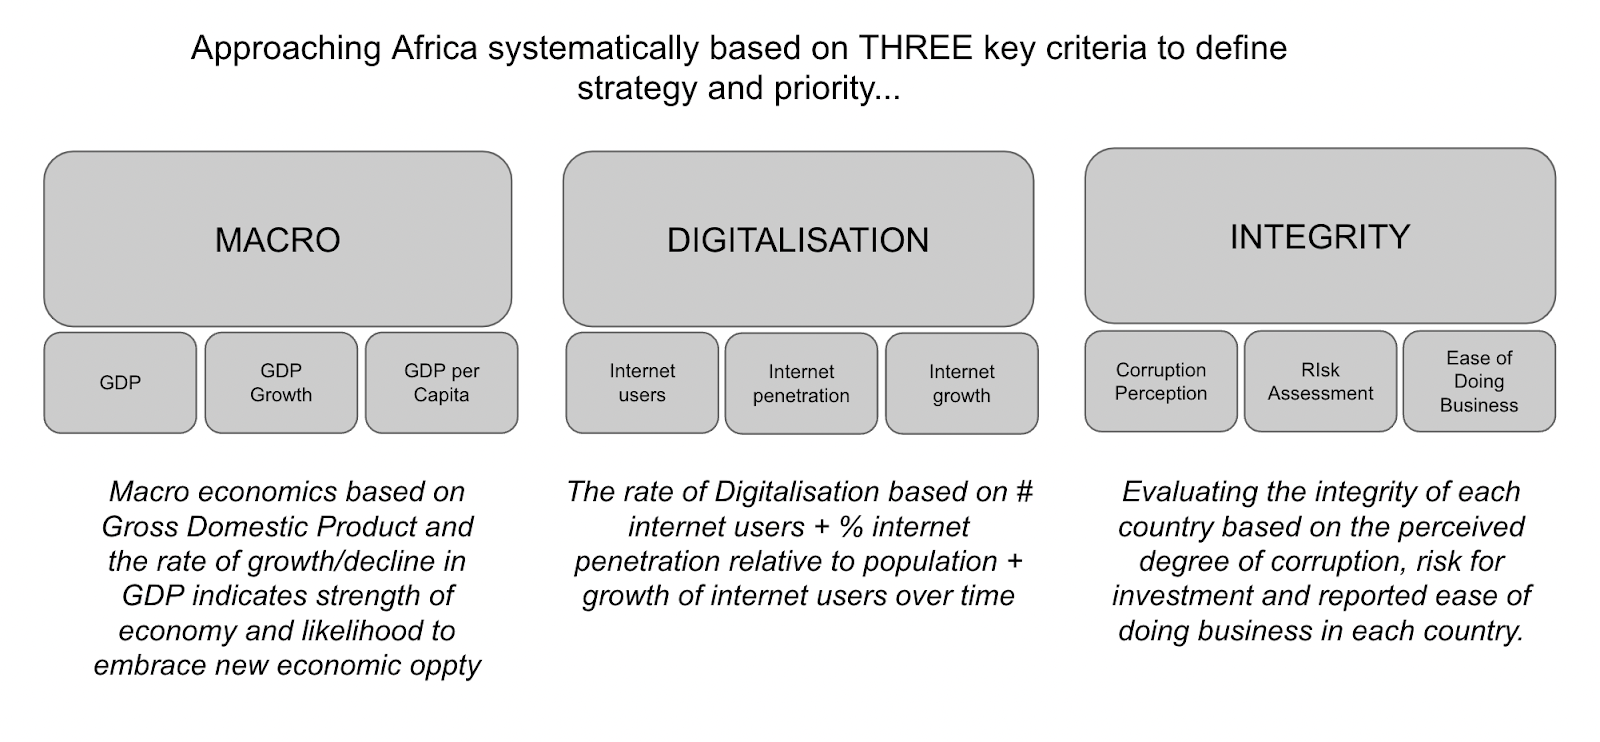 Approaching Africa systematically based on THREE key criteria to define
strategy and priority...
MACRO
GDP
GDP
Growth
GDP per
Capita
Macro economics based on
Gross Domestic Product and
the rate of growth/decline in
GDP indicates strength of
economy and likelihood to
embrace new economic oppty
DIGITALISATION
Internet
users
Internet
penetration
Internet
growth
The rate of Digitalisation based on #
internet users + % internet
penetration relative to population +
growth of internet users over time
INTEGRITY
Corruption
Perception
RIsk
Assessment
Ease of
Doing
Business
Evaluating the integrity of each
country based on the perceived
degree of corruption, risk for
investment and reported ease of
doing business in each country.